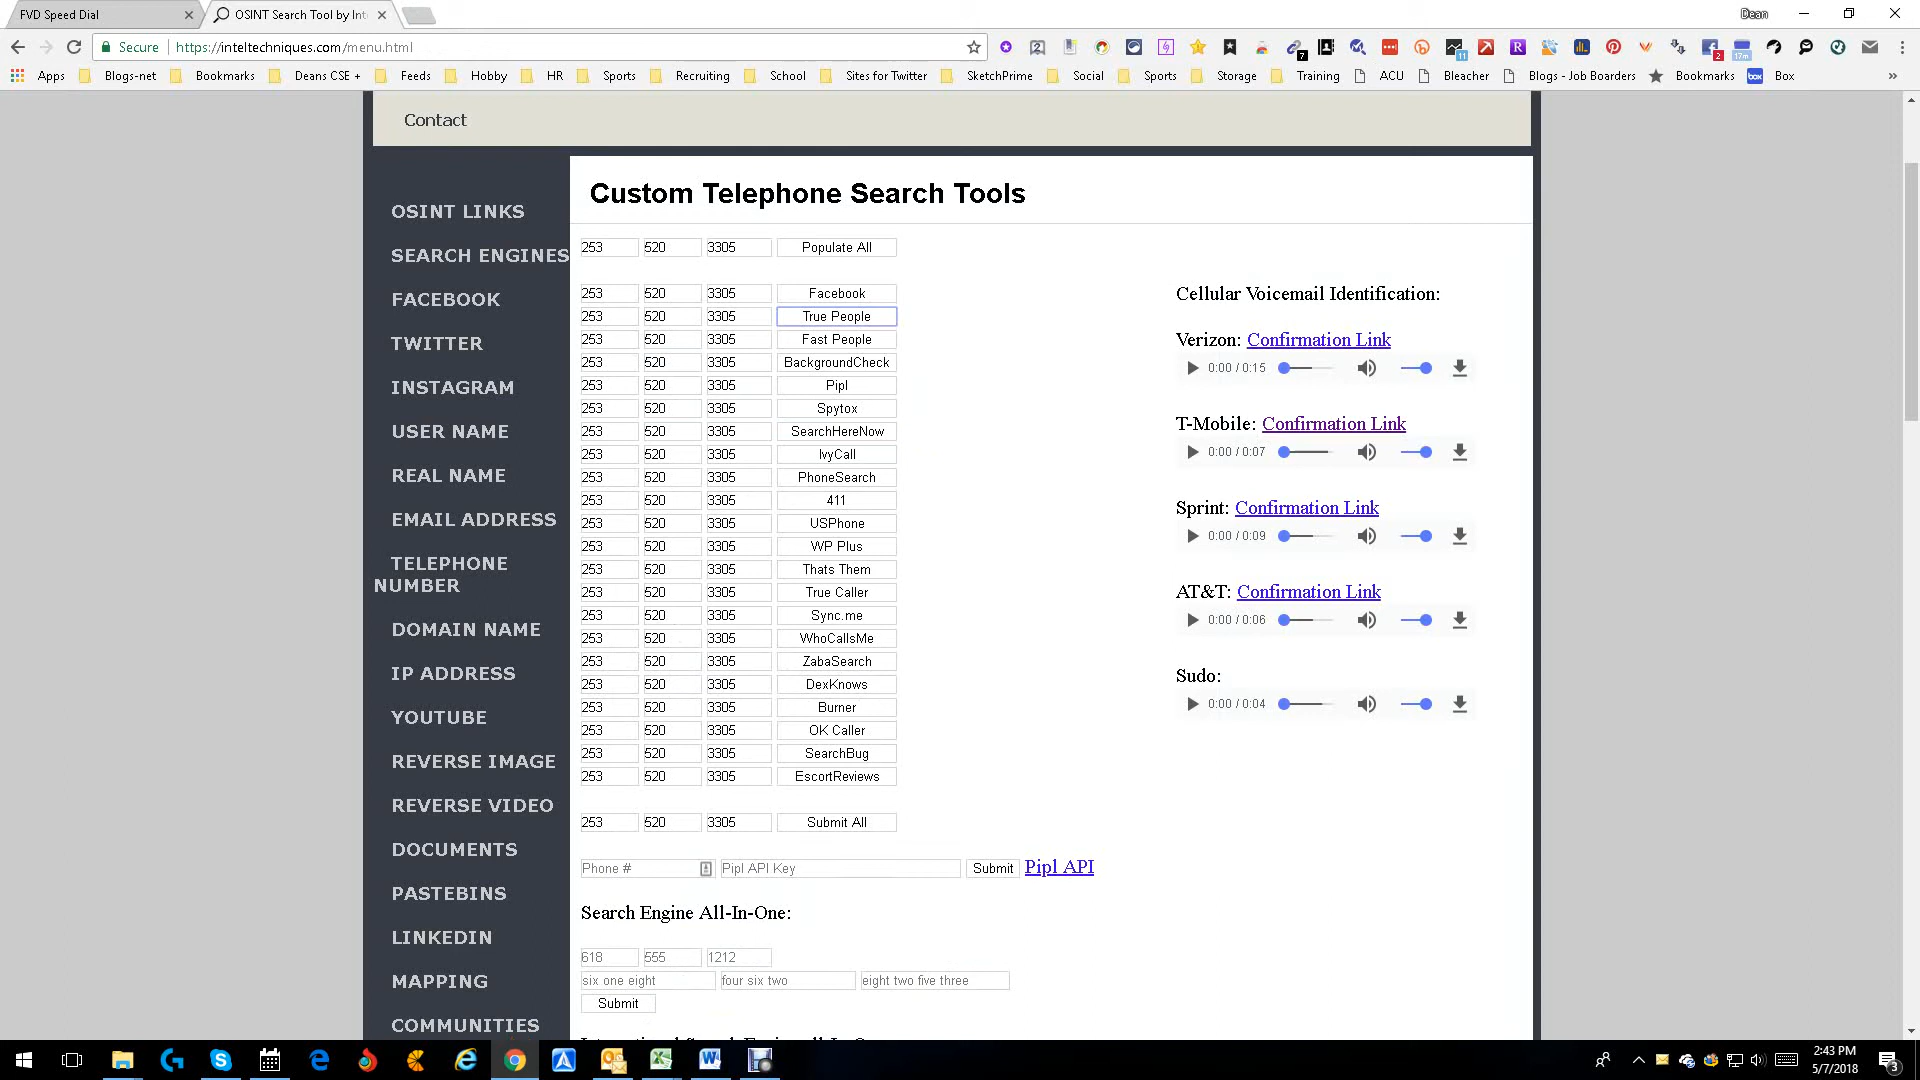 FVD Speed Dial
OSINT Search Tool by Inte
Dean
Secure
https://inteltechniques.com/menu.html
Apps
Blogs-net
Bookmarks
Deans CSE +
Feeds
Hobby
HR
Sports
Recruiting
School
Sites for Twitter
SketchPrime
Social
Sports
Storage
Training
ACU
Bleacher
Blogs - Job Boarders
Bookmarks
Box
Contact
OSINT LINKS
SEARCH ENGINES
FACEBOOK
TWITTER
INSTAGRAM
USER NAME
REAL NAME
EMAIL ADDRESS
TELEPHONE
NUMBER
DOMAIN NAME
IP ADDRESS
YOUTUBE
REVERSE IMAGE
REVERSE VIDEO
DOCUMENTS
PASTEBINS
LINKEDIN
MAPPING
COMMUNITIES
Custom Telephone Search Tools
253 520 3305 Populate All
253 520 3305 Facebook
253 520 3305 True People
253 520 3305 Fast People
253 520 3305 BackgroundCheck
253 520 3305 Pipl
253 520 3305 Spytox
253 520 3305 SearchHereNow
253 520 3305 IvyCall
253 520 3305 PhoneSearch
253 520 3305 411
253 520 3305 USPhone
253 520 3305 WP Plus
253 520 3305 Thats Them
253 520 3305 True Caller
253 520 3305 Sync.me
253 520 3305 WhoCallsMe
253 520 3305 ZabaSearch
253 520 3305 DexKnows
253 520 3305 Burner
253 520 3305 OK Caller
253 520 3305 SearchBug
253 520 3305 EscortReviews
253 520 3305 Submit All
Phone # Pipl API Key Submit Pipl API
Search Engine All-In-One:
618 555 1212
six one eight four six two eight two five three
Submit
Cellular Voicemail Identification:
Verizon: Confirmation Link
0:00 / 0:15
T-Mobile: Confirmation Link
0:00 / 0:07
Sprint: Confirmation Link
0:00 / 0:09
AT&T: Confirmation Link
0:00 / 0:06
Sudo:
0:00 / 0:04
2:43 PM
5/7/2018
3